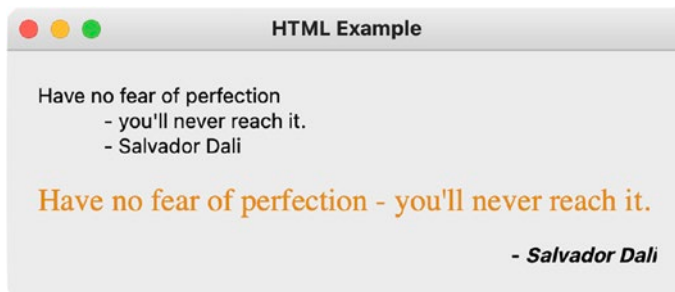 HTML Example
Have no fear of perfection
- you'll never reach it.
- Salvador Dali
Have no fear of perfection - you'll never reach it.
- Salvador Dali